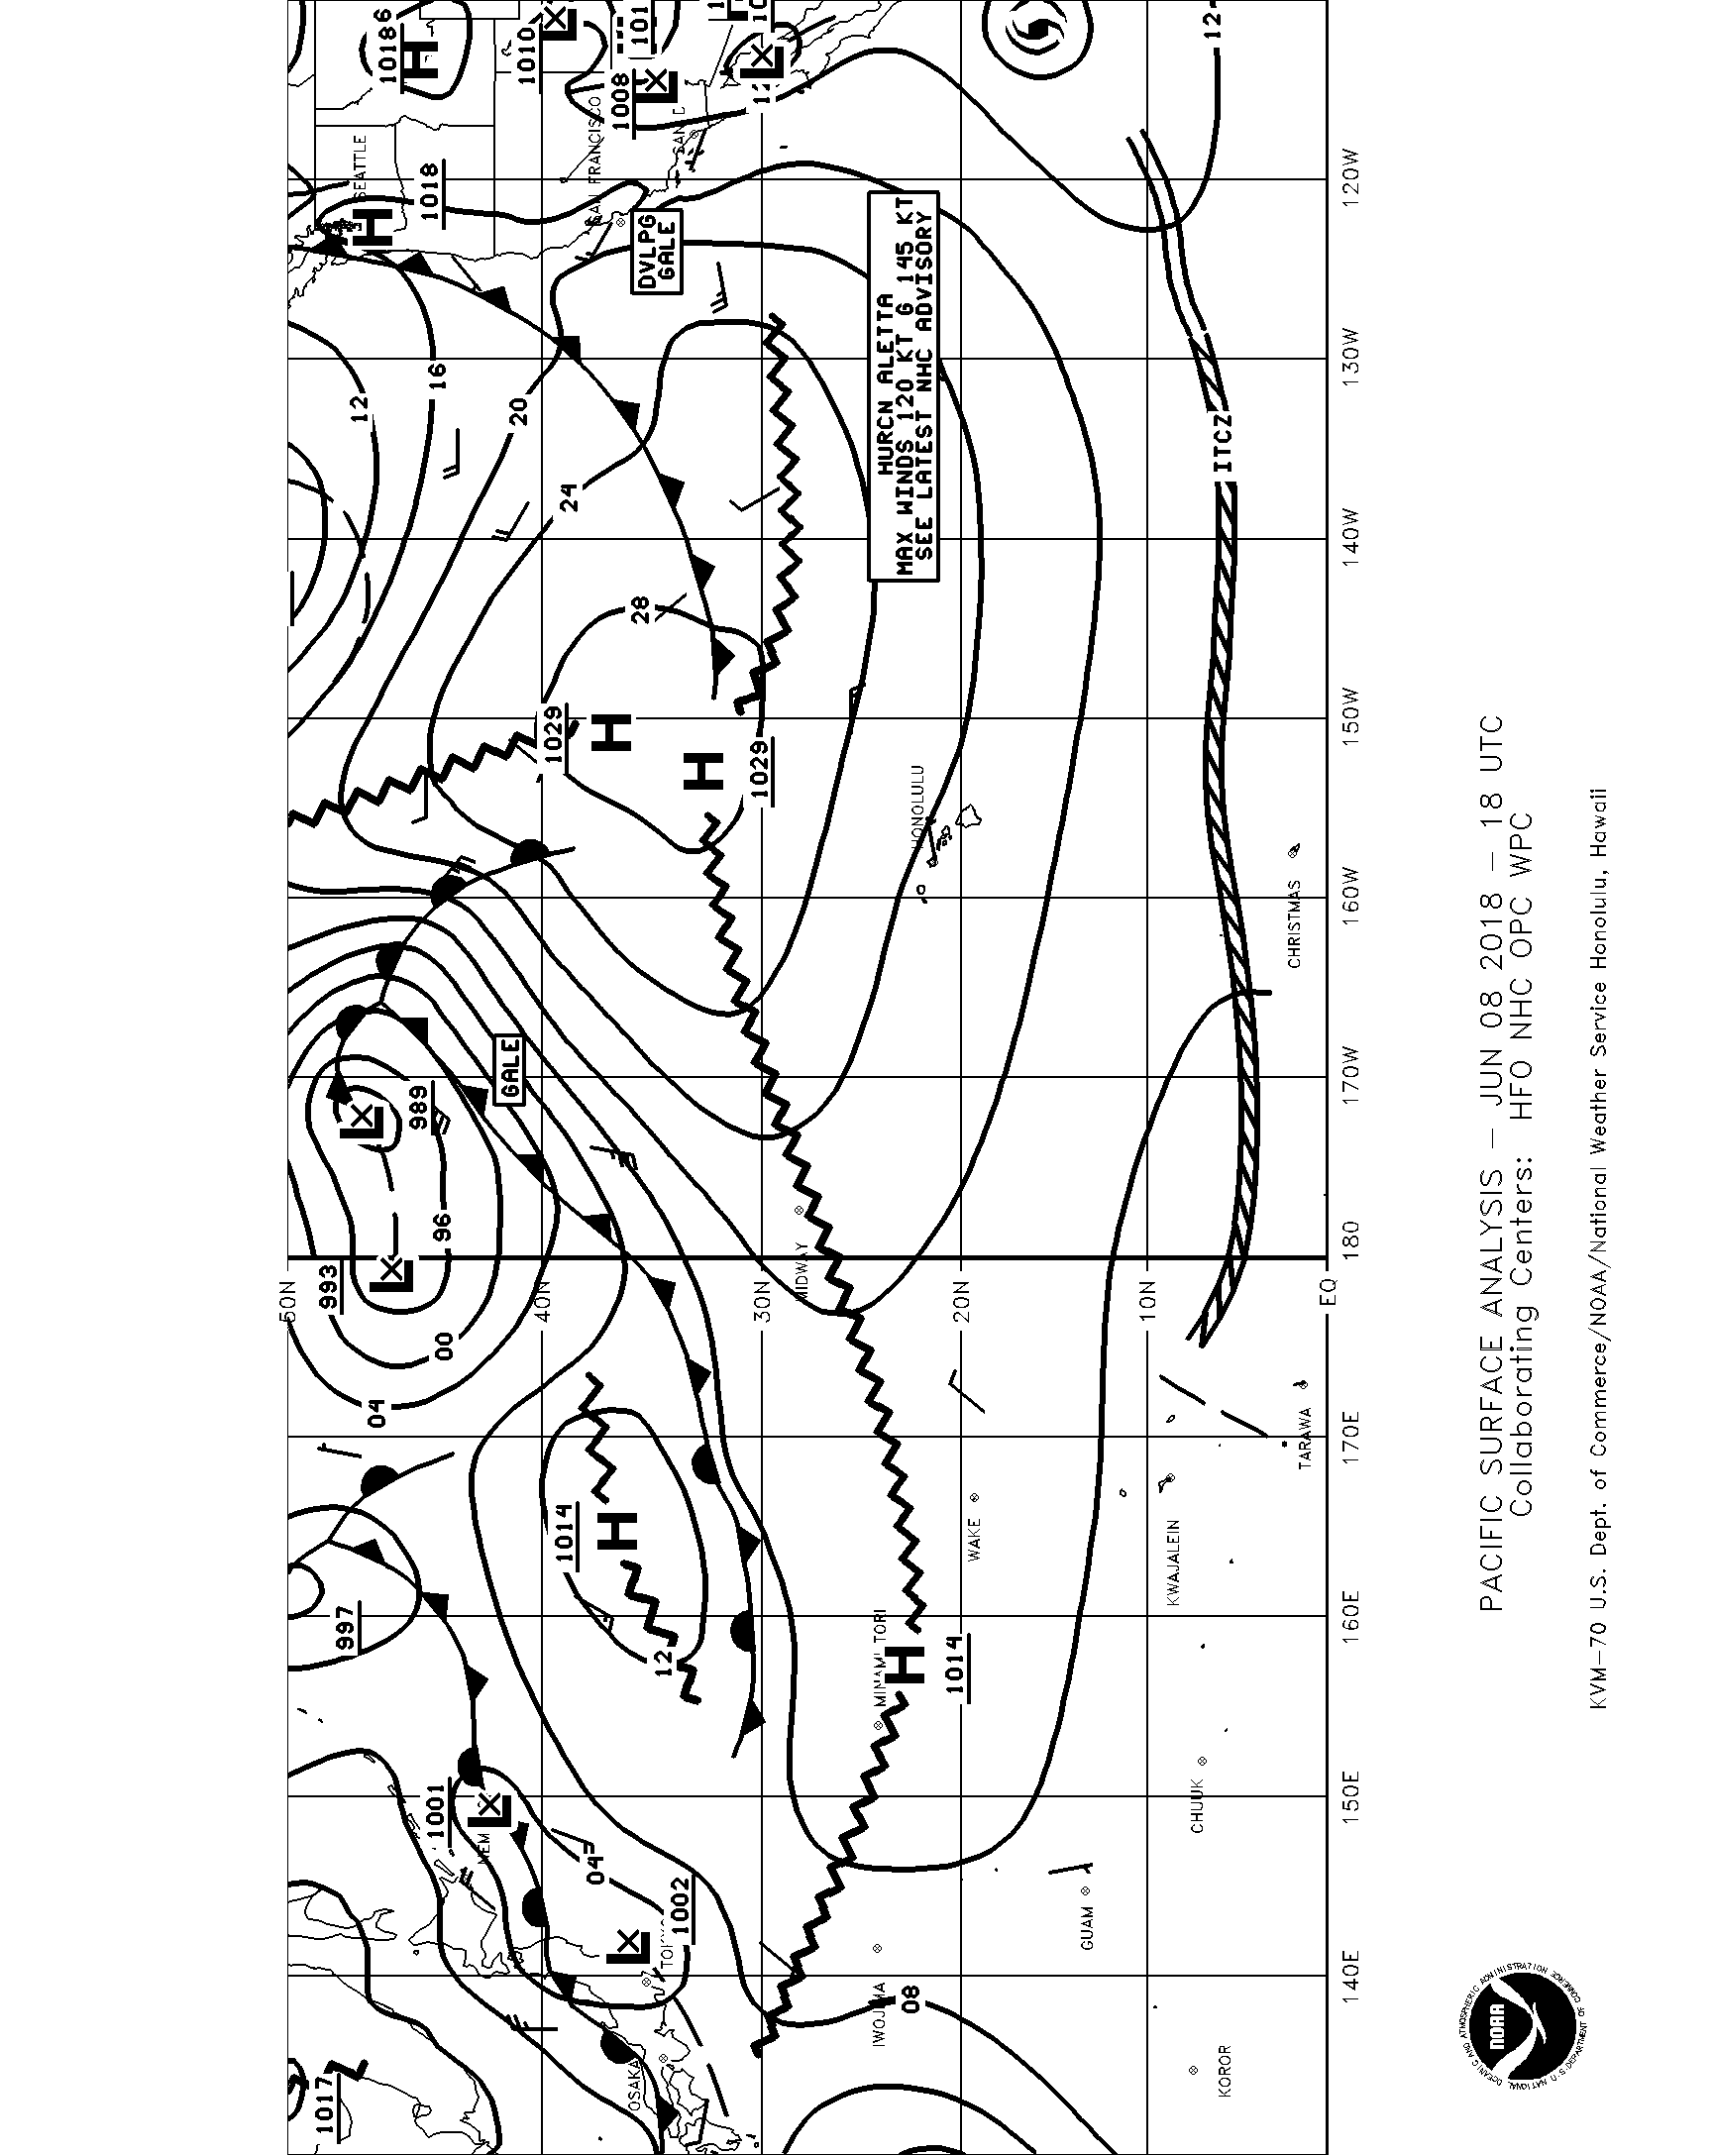 PACIFIC SURFACE ANALYSIS - JUN 08 2018 - 18 UTC
Collaborating Centers: HFO NHC OPC WPC
KVM-70 U.S. Dept. of Commerce/NOAA/National Weather Service Honolulu, Hawaii
HURCN ALETTA
MAX WINDS 120 KT G 145 KT
SEE LATEST NHC ADVISORY
DVLPG
GALE
GALE
ITCZ
140E
150E
160E
170E
180
170W
160W
150W
140W
130W
120W
50N
40N
30N
20N
10N
EQ
1017
1001
1002
997
1014
1014
993
989
1029
1029
1018
1018
1010
1008
H
H
H
H
H
H
L
L
L
L
L
L
L
04
08
12
04
00
96
28
24
20
16
12
12
SEATTLE
SAN FRANCISCO
HONOLULU
CHRISTMAS
MIDWAY
TARAWA
WAKE
KWAJALEIN
CHUUK
GUAM
IWOJIMA
KOROR
OSAKA
NOAA
NATIONAL OCEANIC AND ATMOSPHERIC ADMINISTRATION
U.S. DEPARTMENT OF COMMERCE